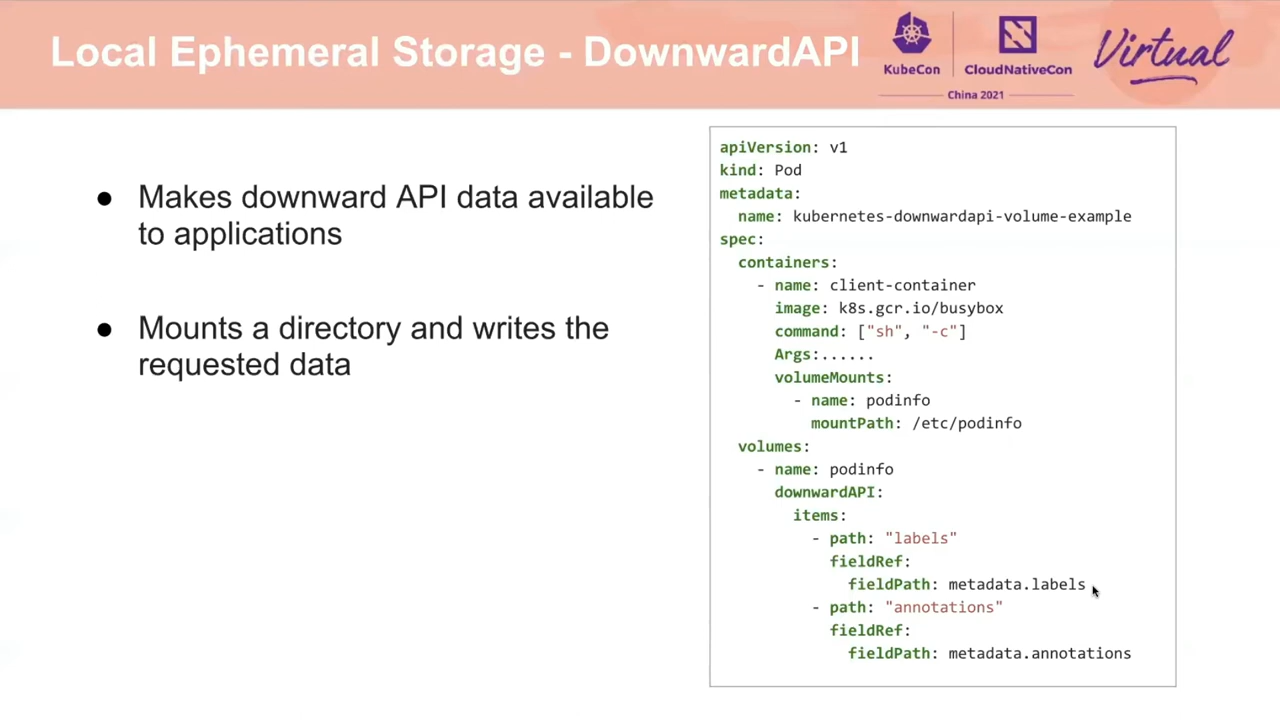 Local Ephemeral Storage - DownwardAPI
KubeCon
CloudNativeCon
China 2021
Virtual
● Makes downward API data available
to applications
● Mounts a directory and writes the
requested data
apiVersion: v1
kind: Pod
metadata:
  name: kubernetes-downwardapi-volume-example
spec:
  containers:
    - name: client-container
      image: k8s.gcr.io/busybox
      command: ["sh", "-c"]
      Args:......
      volumeMounts:
        - name: podinfo
          mountPath: /etc/podinfo
  volumes:
    - name: podinfo
      downwardAPI:
        items:
          - path: "labels"
            fieldRef:
              fieldPath: metadata.labels
          - path: "annotations"
            fieldRef:
              fieldPath: metadata.annotations